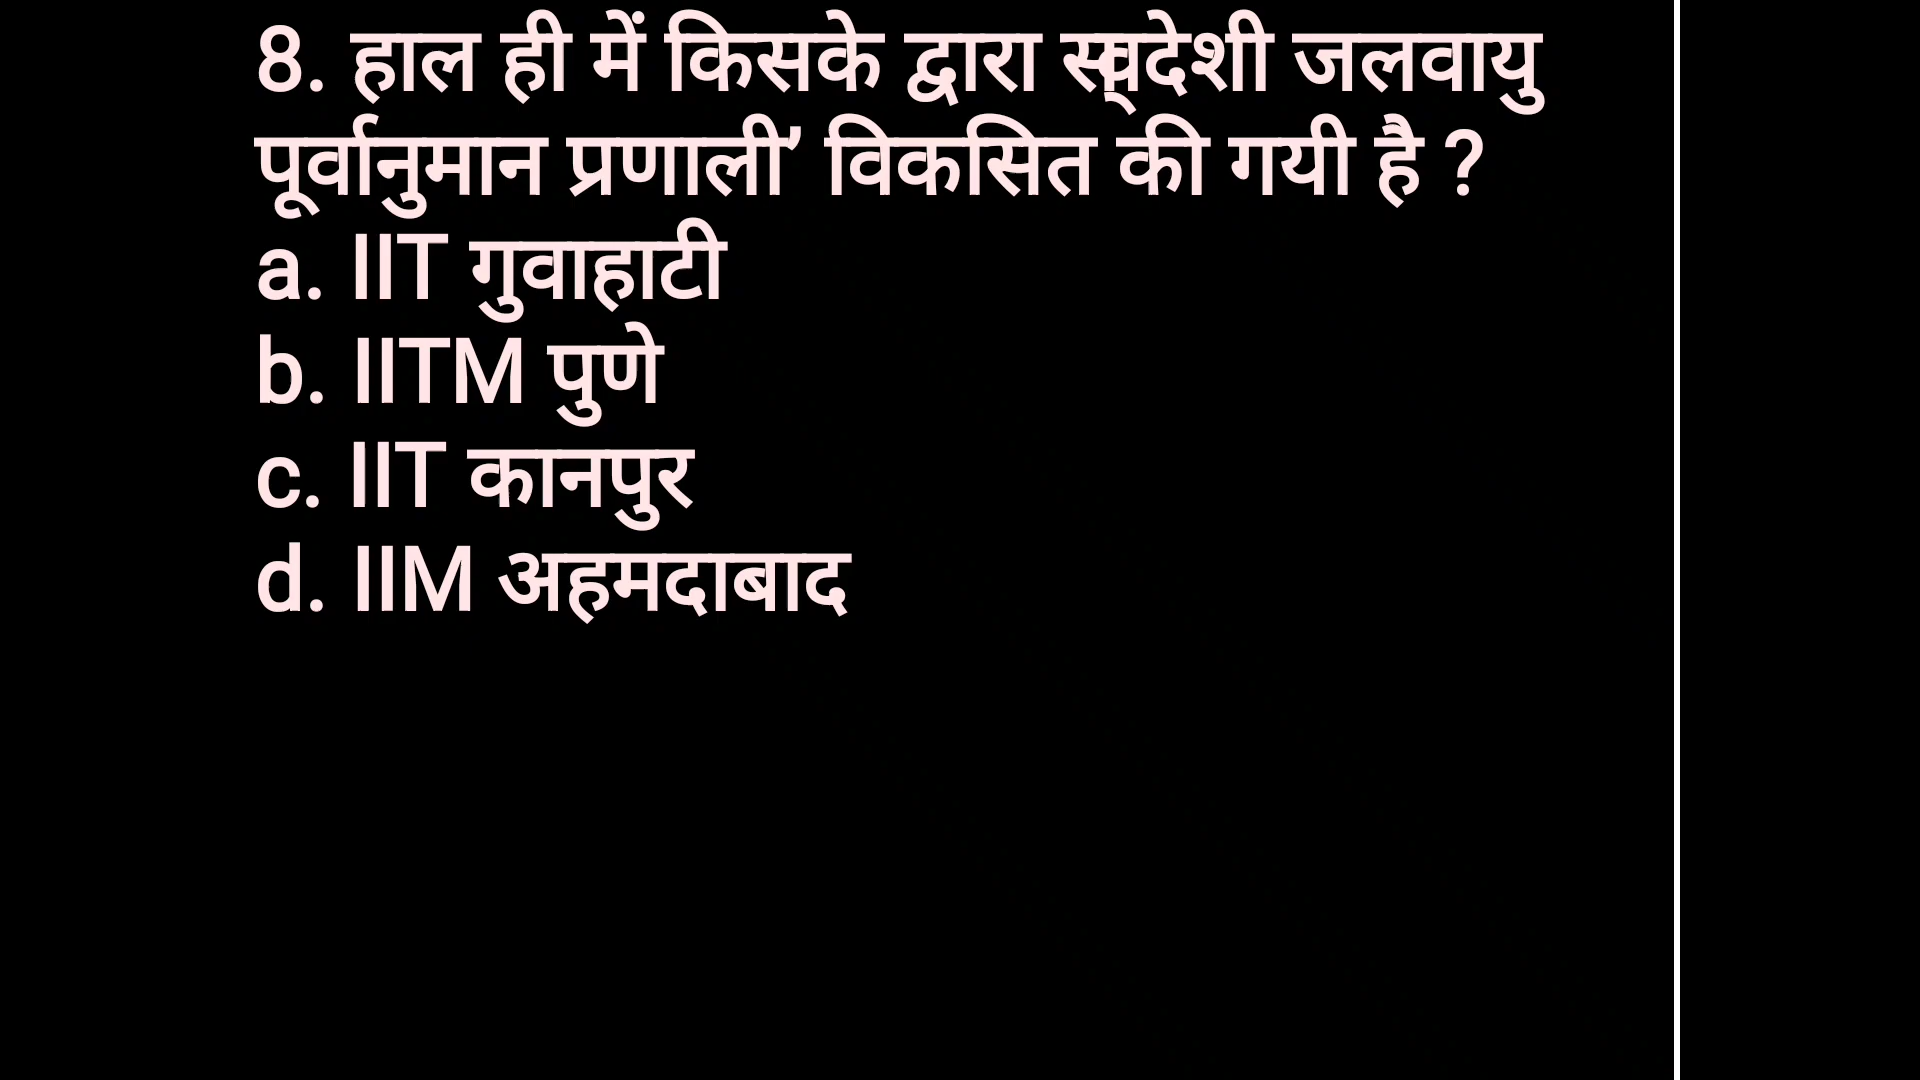 8. हाल ही में किसके द्वारा स्वदेशी जलवायु
पूर्वानुमान प्रणाली’ विकसित की गयी है ?
a. IIT गुवाहाटी
b. IITM पुणे
c. IIT कानपुर
d. IIM अहमदाबाद